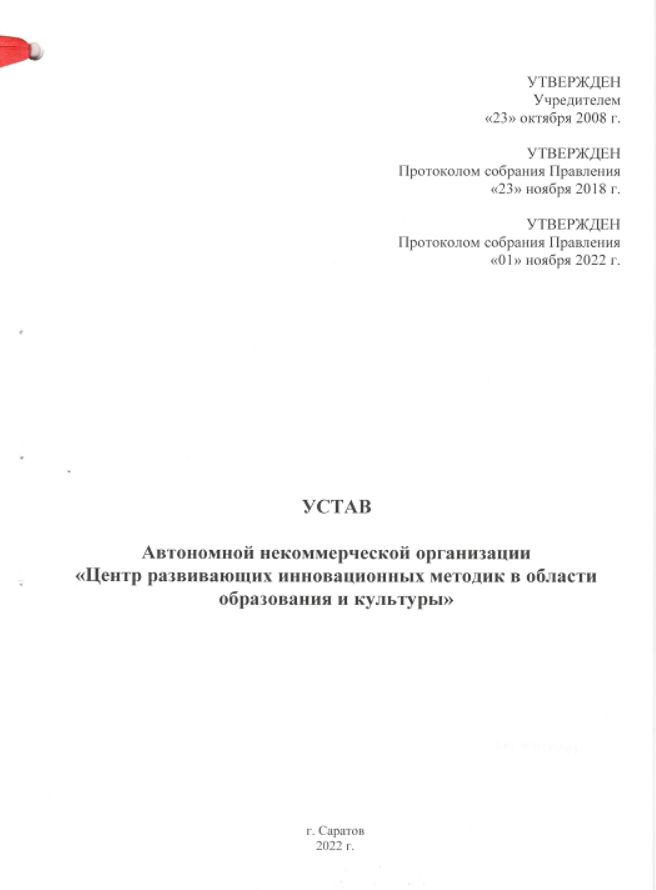 УТВЕРЖДЕН
Учредителем
«23» октября 2008 г.
УТВЕРЖДЕН
Протоколом собрания Правления
«23» ноября 2018 г.
УТВЕРЖДЕН
Протоколом собрания Правления
«01» ноября 2022 г.
УСТАВ
Автономной некоммерческой организации
«Центр развивающих инновационных методик в области
образования и культуры»
г. Саратов
2022 г.